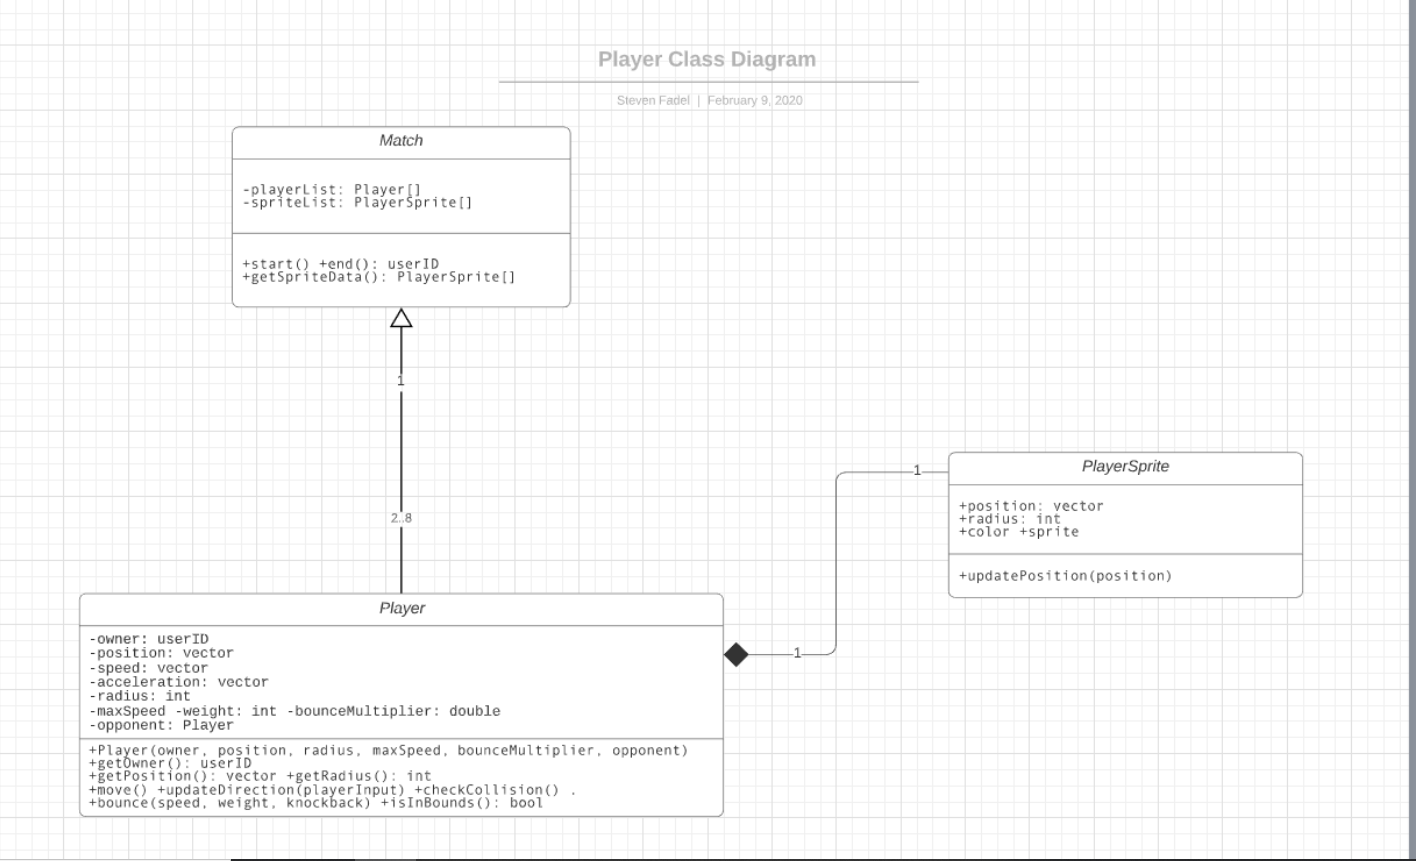 Player Class Diagram
Steven Fadel | February 9, 2020
Match
-playerList: Player[]
-spriteList: PlayerSprite[]
+start() +end(): userID
+getSpriteData(): PlayerSprite[]
1
2..8
PlayerSprite
+position: vector
+radius: int
+color +sprite
+updatePosition(position)
1
1
Player
-owner: userID
-position: vector
-speed: vector
-acceleration: vector
-radius: int
-maxSpeed -weight: int -bounceMultiplier: double
-opponent: Player
+Player(owner, position, radius, maxSpeed, bounceMultiplier, opponent)
+getOwner(): userID
+getPosition(): vector +getRadius(): int
+move() +updateDirection(playerInput) +checkCollision() .
+bounce(speed, weight, knockback) +isInBounds(): bool